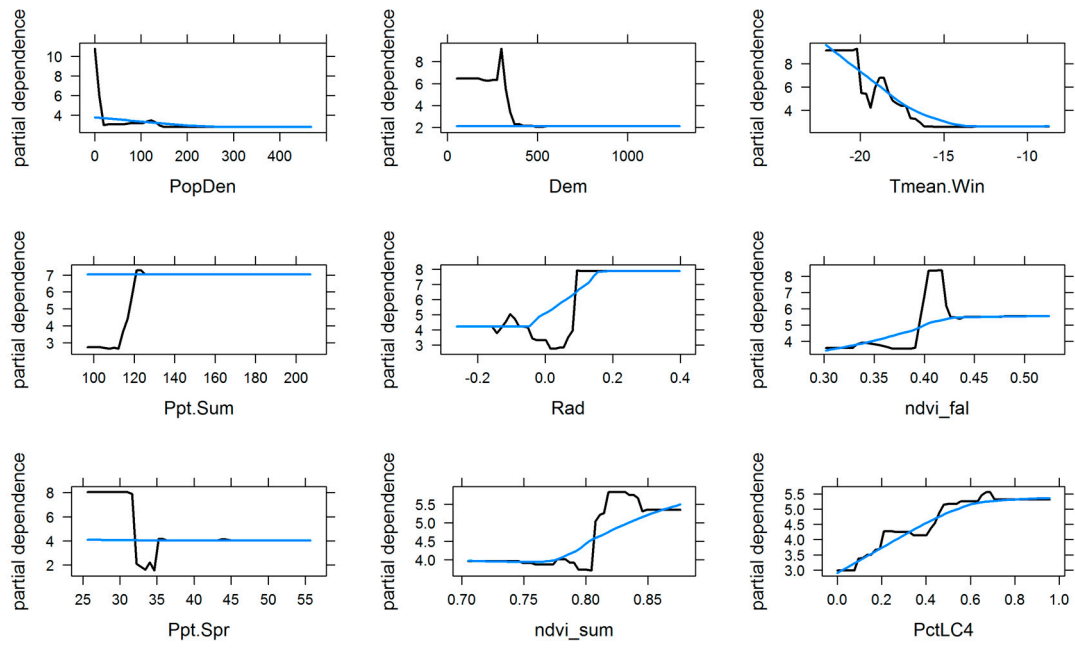 partial dependence
10
8
6
4
0 100 200 300 400
PopDen
partial dependence
8
6
4
2
0 500 1000
Dem
partial dependence
8
6
4
-20 -15 -10
Tmean.Win
partial dependence
7
6
5
4
3
100 120 140 160 180 200
Ppt.Sum
partial dependence
8
7
6
5
4
3
-0.2 0.0 0.2 0.4
Rad
partial dependence
8
7
6
5
4
0.30 0.35 0.40 0.45 0.50
ndvi_fal
partial dependence
8
6
4
2
25 30 35 40 45 50 55
Ppt.Spr
partial dependence
5.5
5.0
4.5
4.0
0.70 0.75 0.80 0.85
ndvi_sum
partial dependence
5.5
5.0
4.5
4.0
3.5
3.0
0.0 0.2 0.4 0.6 0.8 1.0
PctLC4